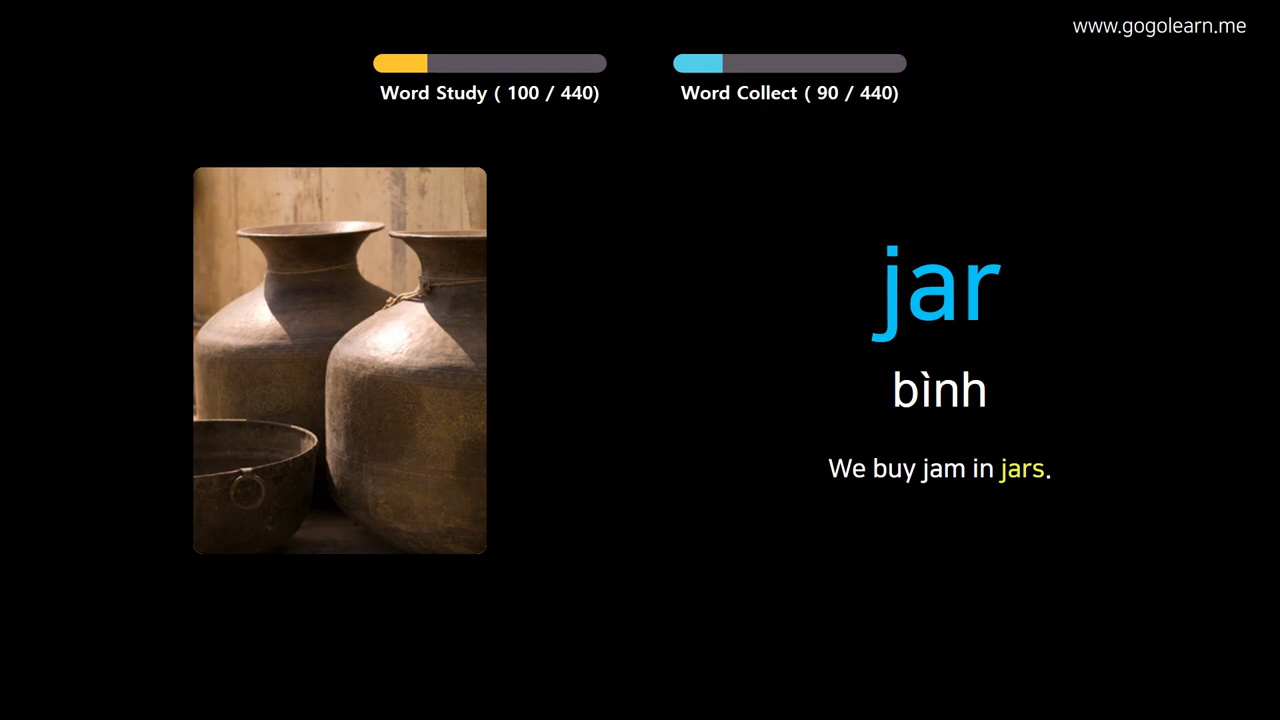 www.gogolearn.me
Word Study ( 100 / 440)
Word Collect ( 90 / 440)
jar
bình
We buy jam in jars.